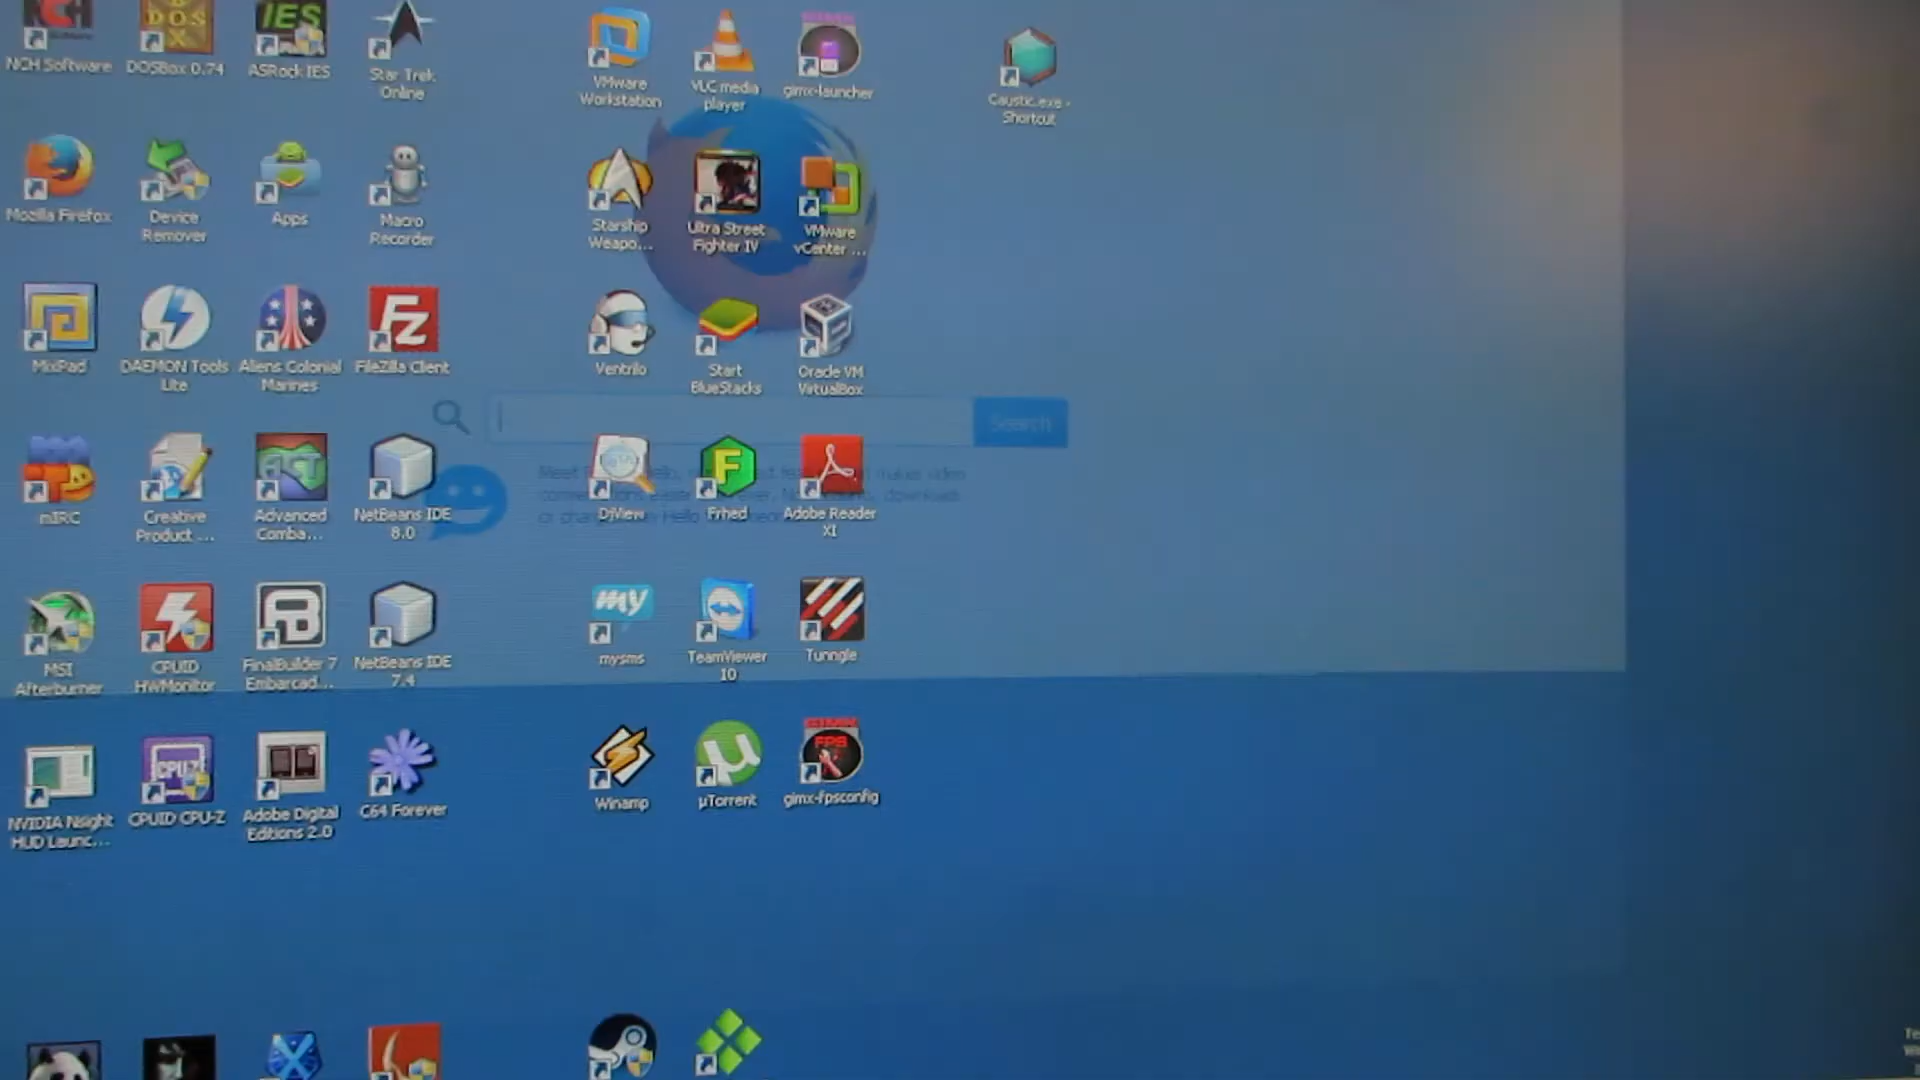 NCH Software
DOSBox 0.74
ASRock IES
Star Trek
Online
VMware
Workstation
VLC media
player
gimx-launcher
Caustic.exe -
Shortcut
Mozilla Firefox
Device
Remover
Apps
Macro
Recorder
Starship
Weapo...
Ultra Street
Fighter IV
VMware
vCenter ...
MixPad
DAEMON Tools
Lite
Aliens Colonial
Marines
FileZilla Client
Ventrilo
Start
BlueStacks
Oracle VM
VirtualBox
Search
mIRC
Creative
Product ...
Advanced
Comba...
NetBeans IDE
8.0
DjView
Frhed
Adobe Reader
XI
MSI
Afterburner
CPUID
HWMonitor
FinalBuilder 7
Embarcad...
NetBeans IDE
7.4
mysms
TeamViewer
10
Tunngle
NVIDIA Nsight
HUD Launc...
CPUID CPU-Z
Adobe Digital
Editions 2.0
C64 Forever
Winamp
µTorrent
gimx-fpsconfig